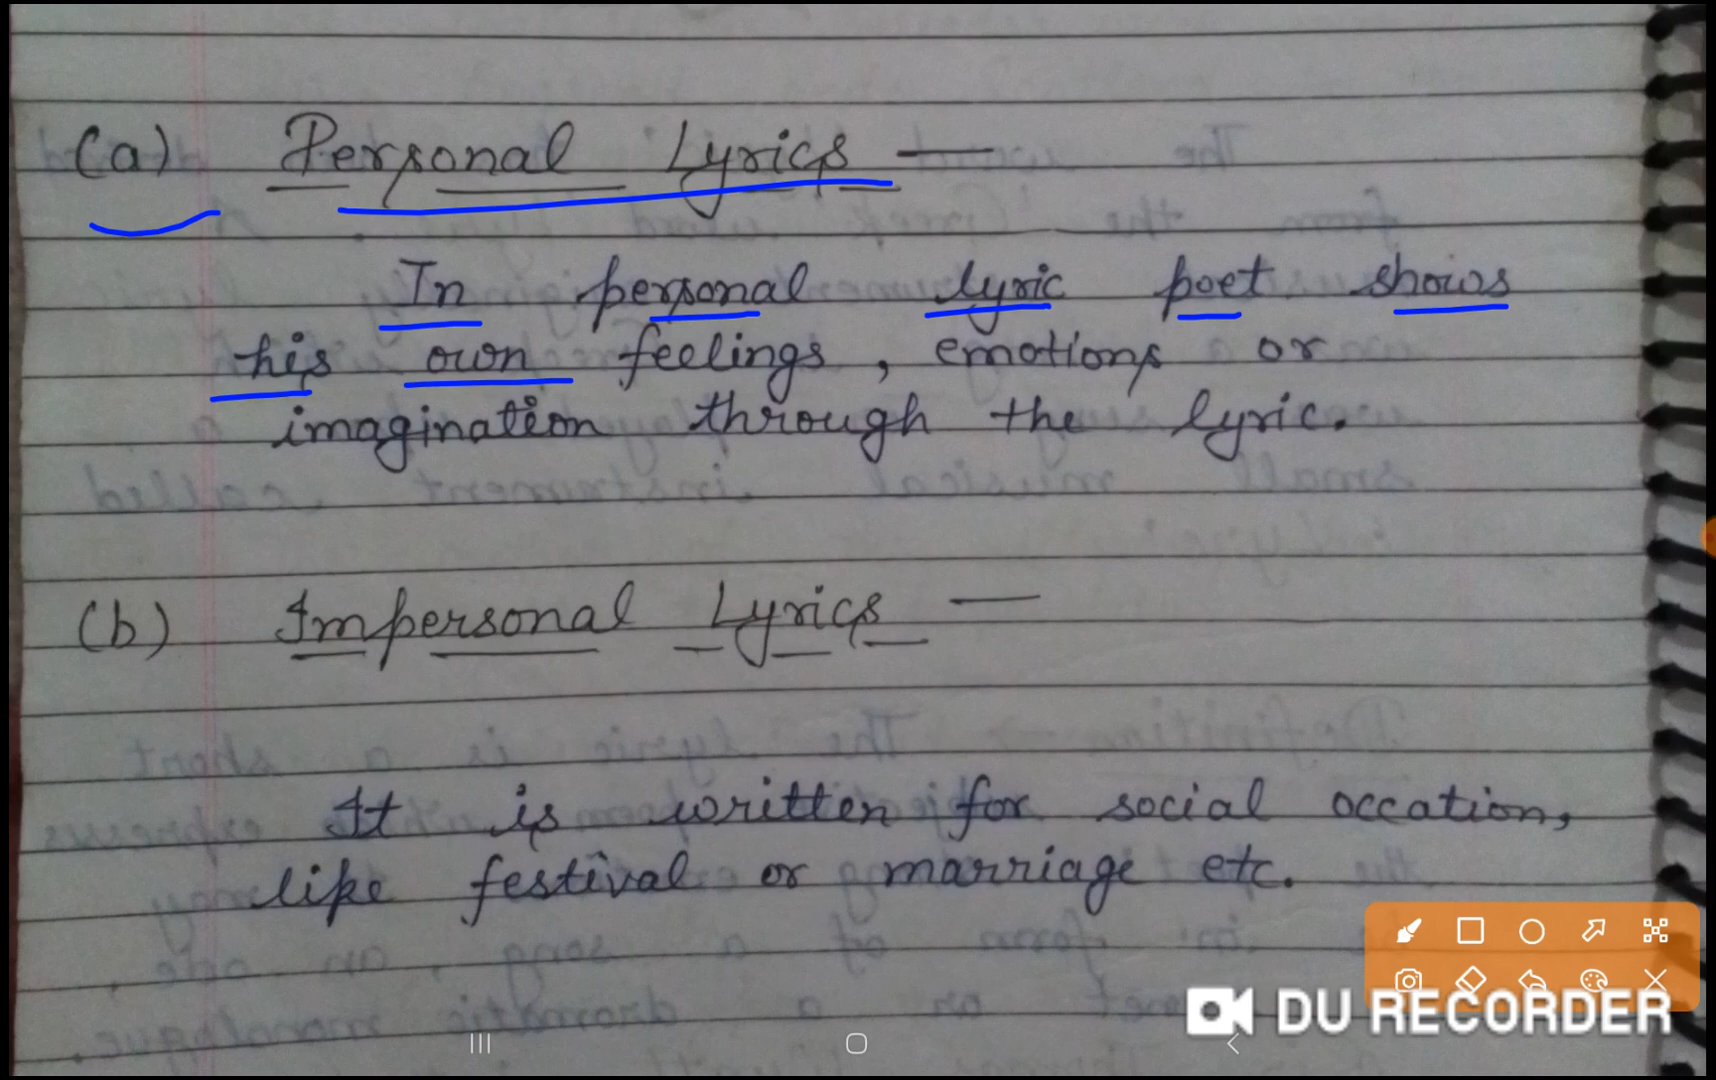 (a) Personal Lyrics —
In personal lyric poet shows
his own feelings, emotions or
imagination through the lyric.
(b) Impersonal Lyrics —
It is written for social occation,
like festival or marriage etc.
DU RECORDER